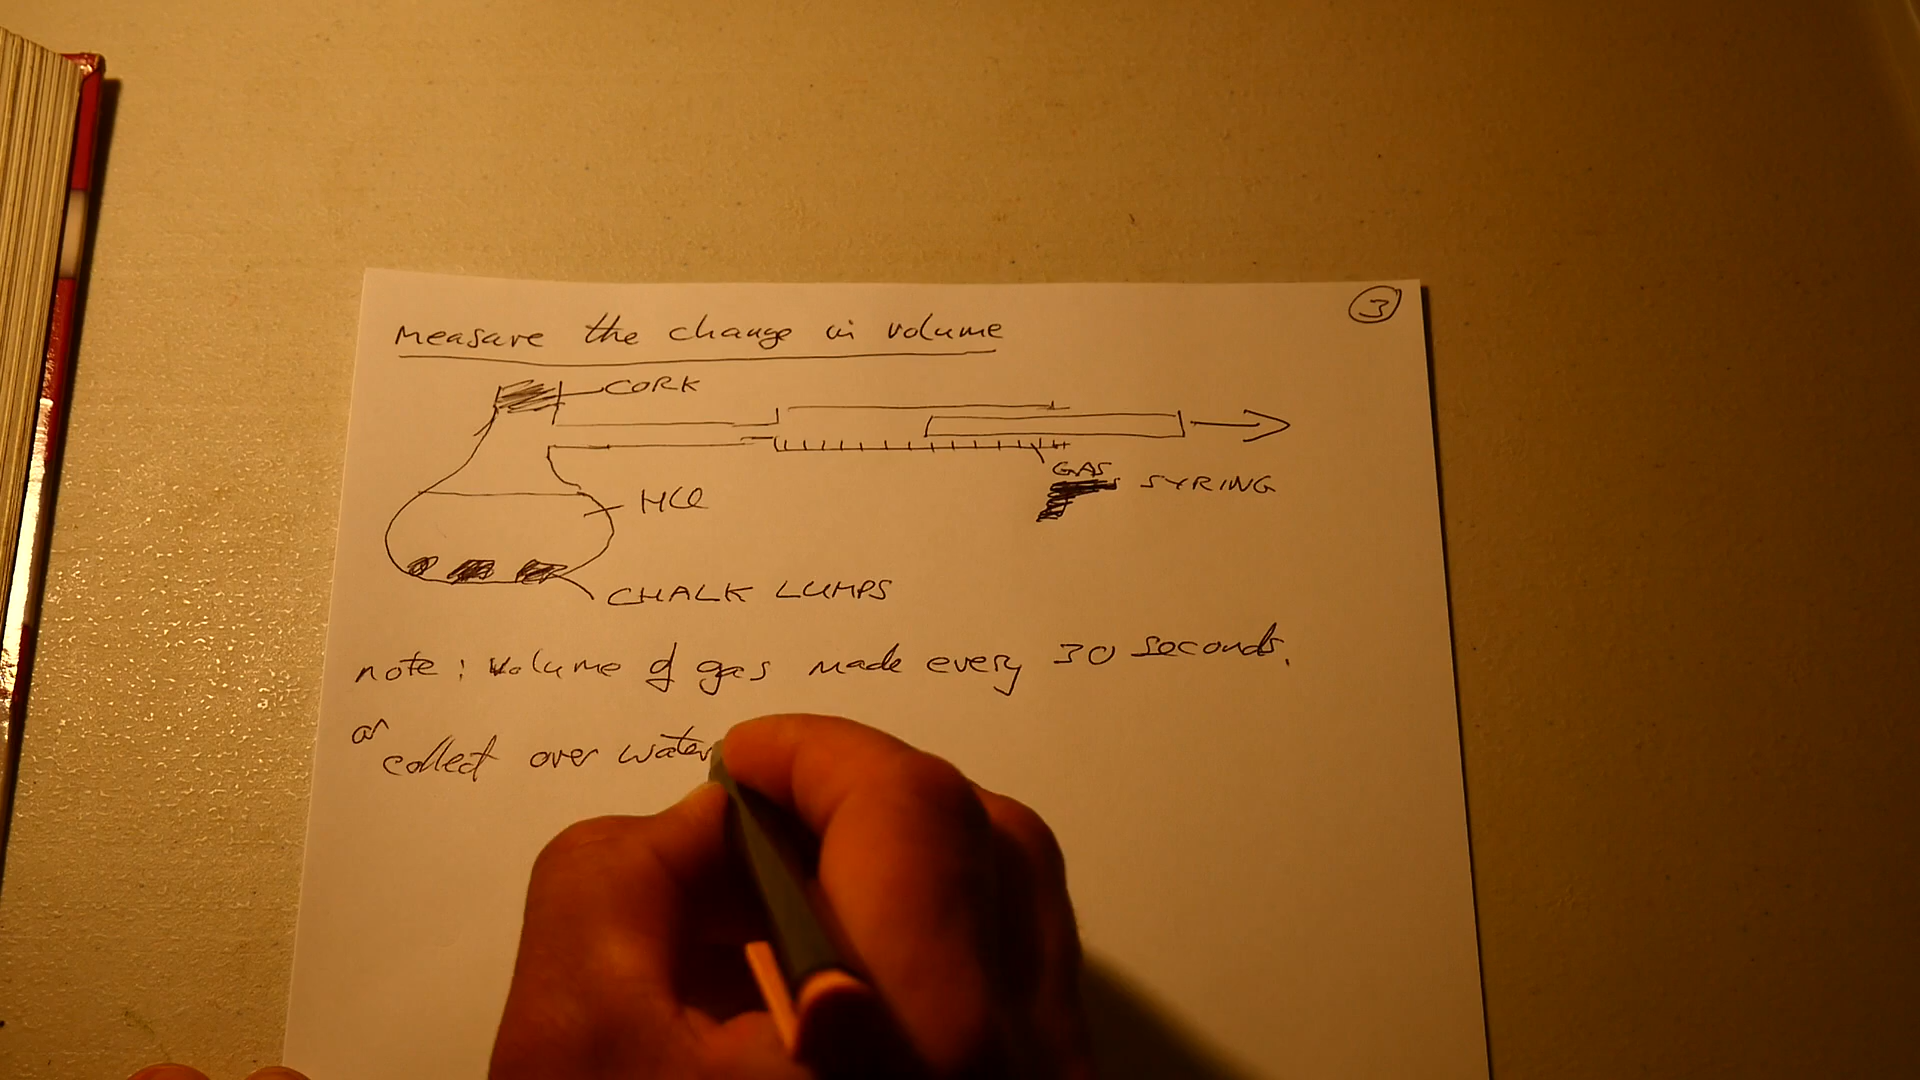 3
measure the change in volume
CORK
GAS
SYRING
HCl
CHALK LUMPS
note: volume of gas made every 30 seconds.
or
collect over water